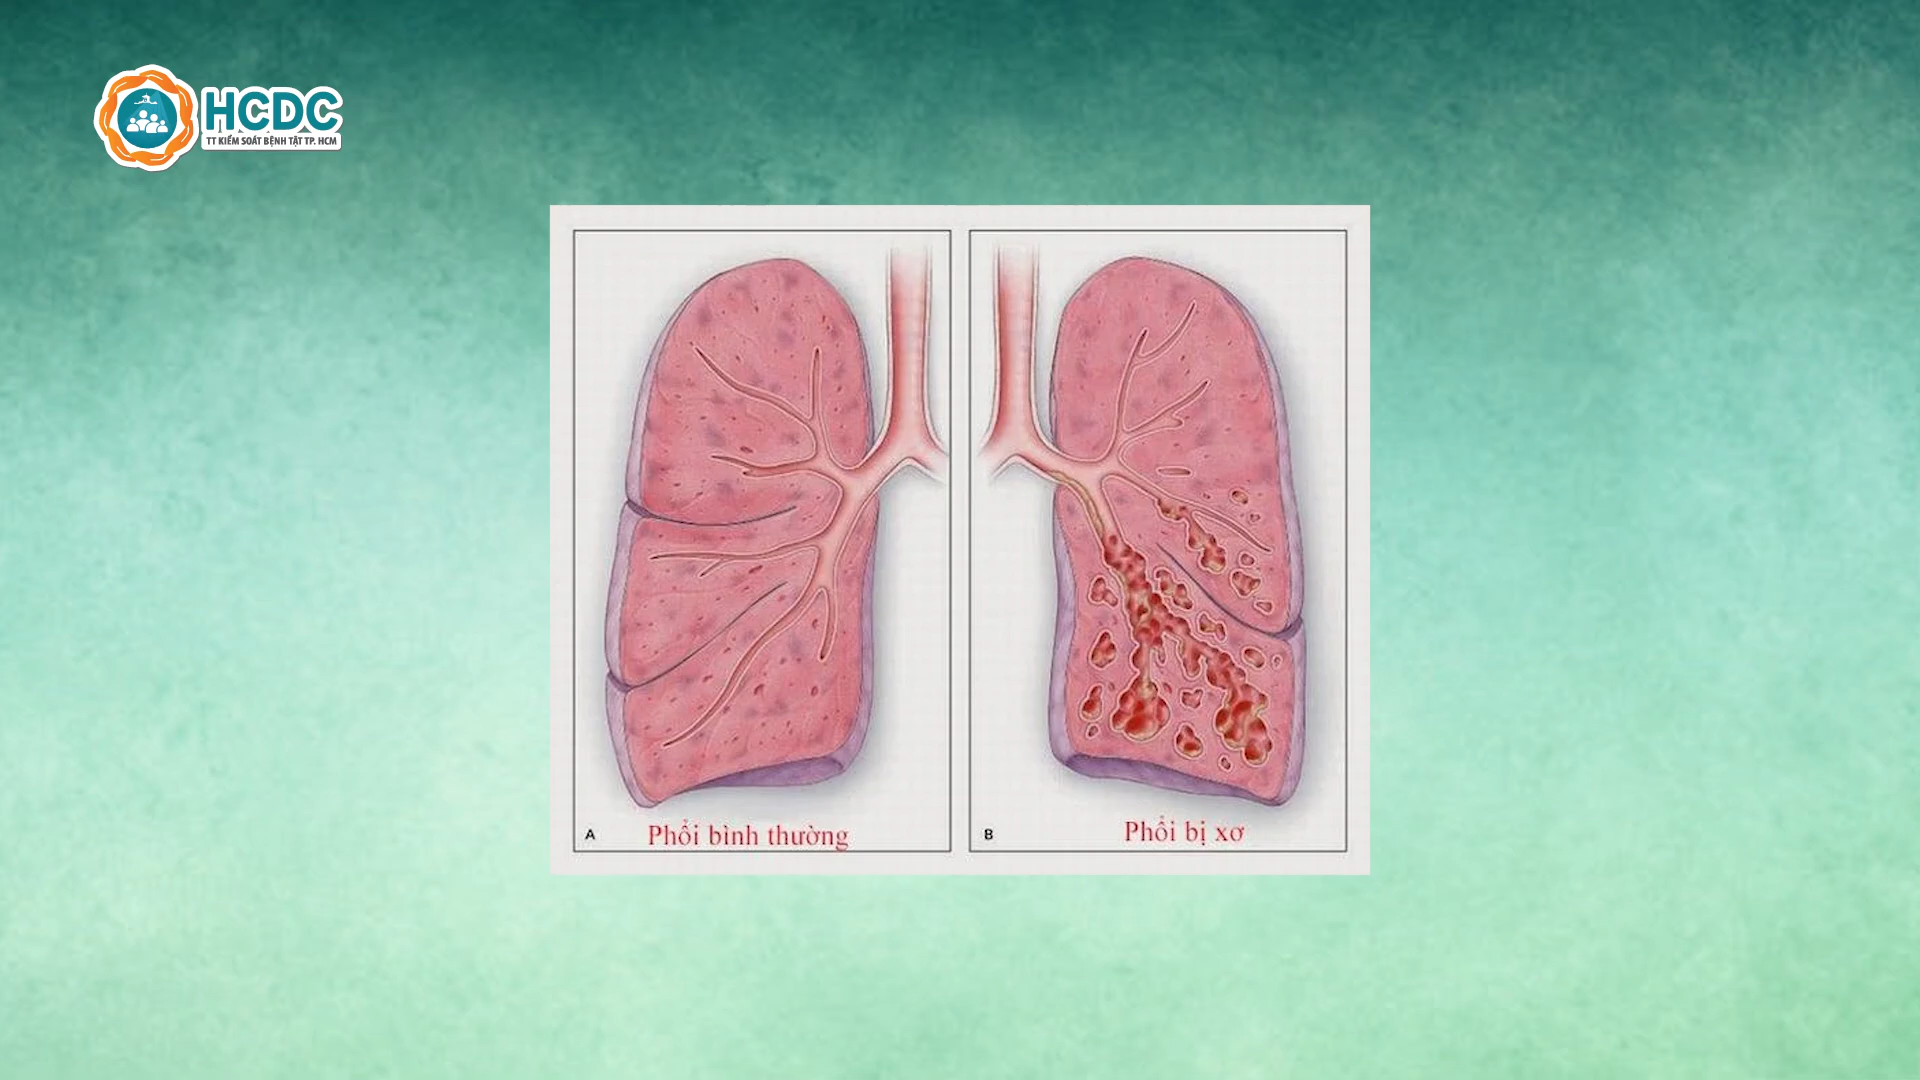 HCDC
TT KIỂM SOÁT BỆNH TẬT TP. HCM
A
Phổi bình thường
B
Phổi bị xơ